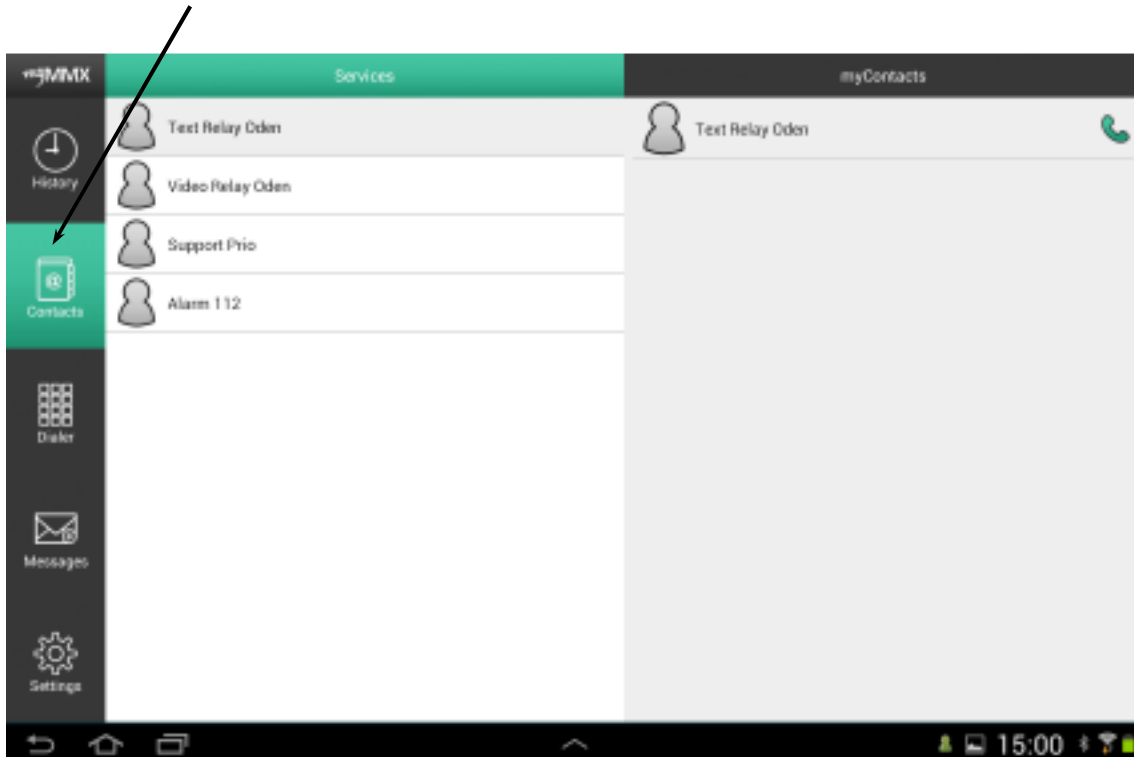 myMMX
Services
myContacts
History
Contacts
Dialer
Messages
Settings
Text Relay Oden
Video Relay Oden
Support Prio
Alarm 112
Text Relay Oden
15:00